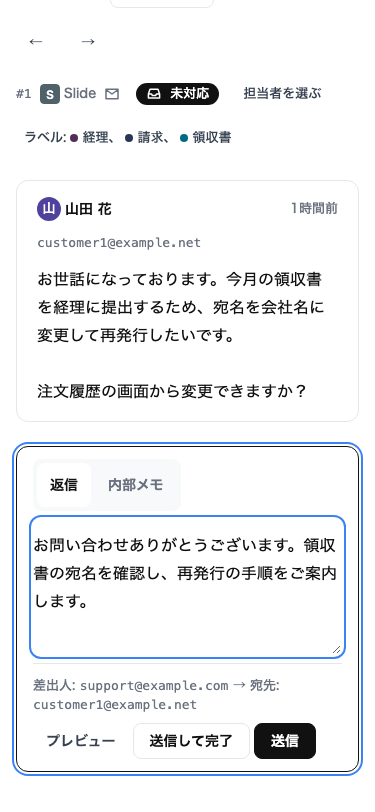 ← →
#1 S Slide 未対応 担当者を選ぶ
ラベル: 経理、 請求、 領収書
山 山田 花 1時間前
customer1@example.net
お世話になっております。今月の領収書
を経理に提出するため、宛名を会社名に
変更して再発行したいです。
注文履歴の画面から変更できますか？
返信 内部メモ
お問い合わせありがとうございます。領収
書の宛名を確認し、再発行の手順をご案内
します。
差出人: support@example.com → 宛先:
customer1@example.net
プレビュー 送信して完了 送信